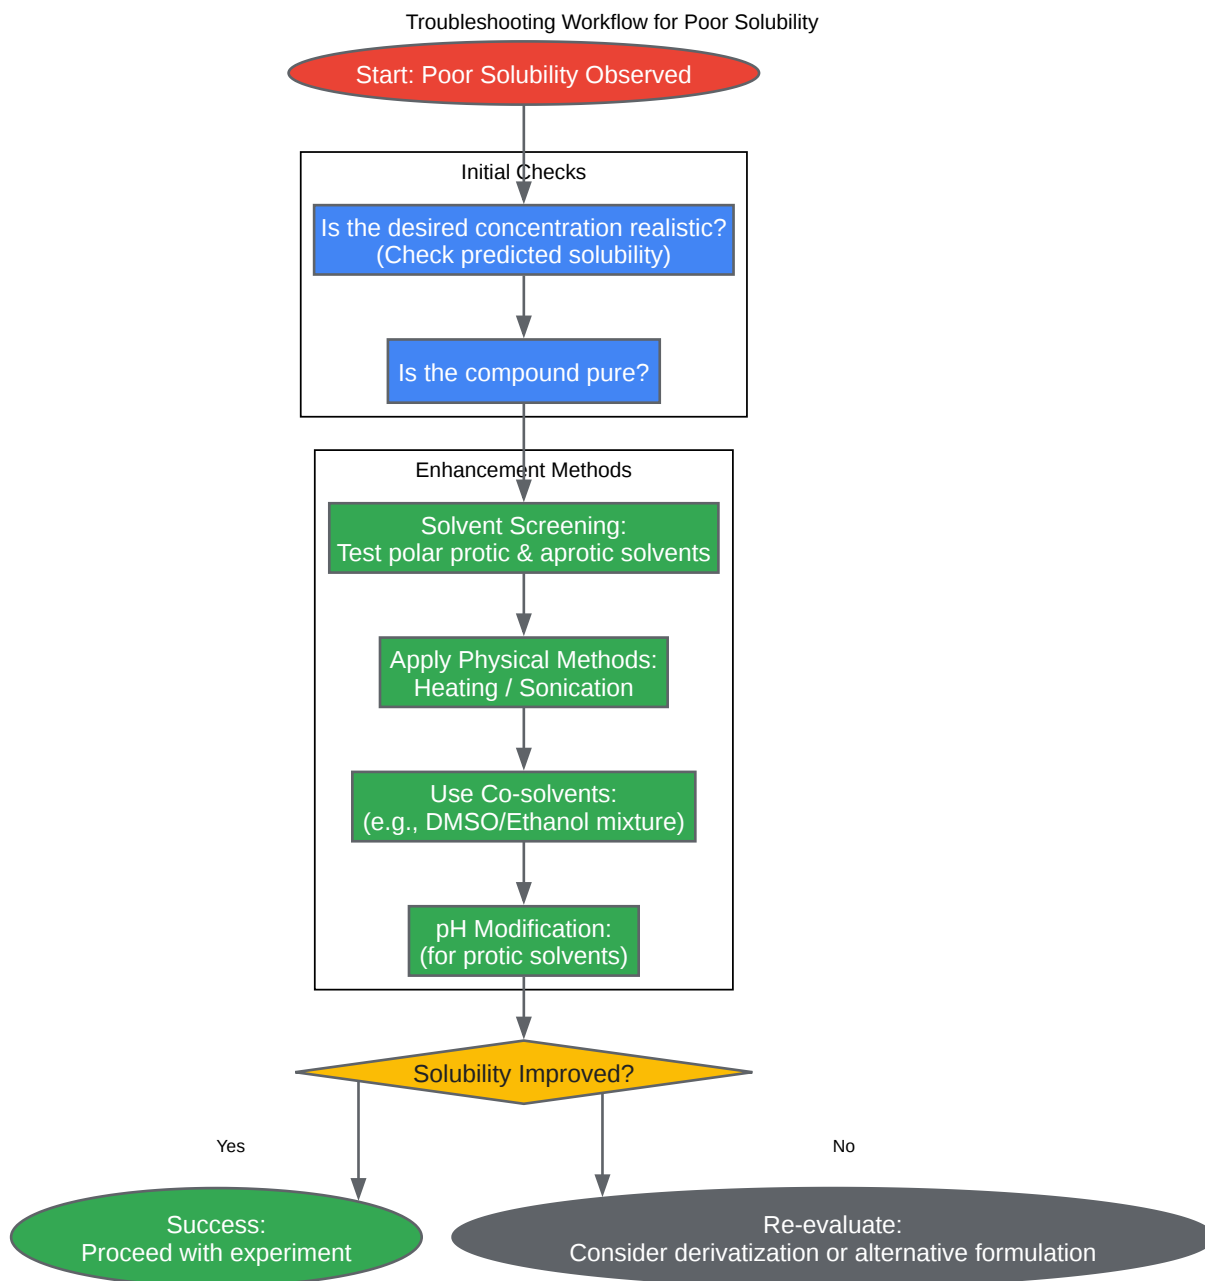 Troubleshooting Workflow for Poor Solubility
Start: Poor Solubility Observed
Initial Checks
Is the desired concentration realistic?
(Check predicted solubility)
Is the compound pure?
Enhancement Methods
Solvent Screening:
Test polar protic & aprotic solvents
Apply Physical Methods:
Heating / Sonication
Use Co-solvents:
(e.g., DMSO/Ethanol mixture)
pH Modification:
(for protic solvents)
Solubility Improved?
Yes
No
Success:
Proceed with experiment
Re-evaluate:
Consider derivatization or alternative formulation